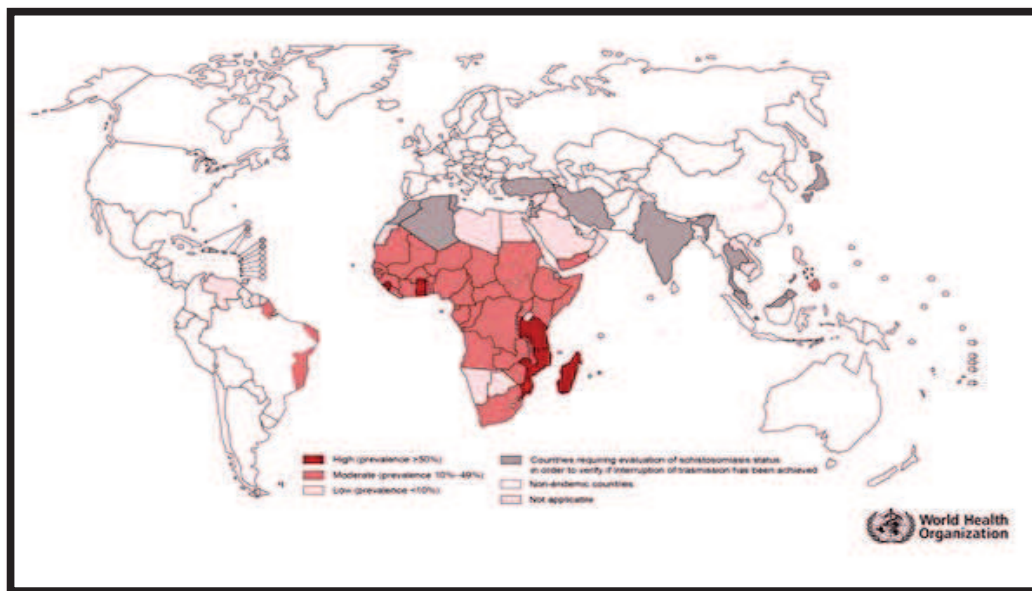 High (prevalence >50%)
Moderate (prevalence 10%-49%)
Low (prevalence <10%)
Countries requiring evaluation of schistosomiasis status
in order to verify if interruption of trasmission has been achieved
Non-endemic countries
Not applicable
World Health
Organization